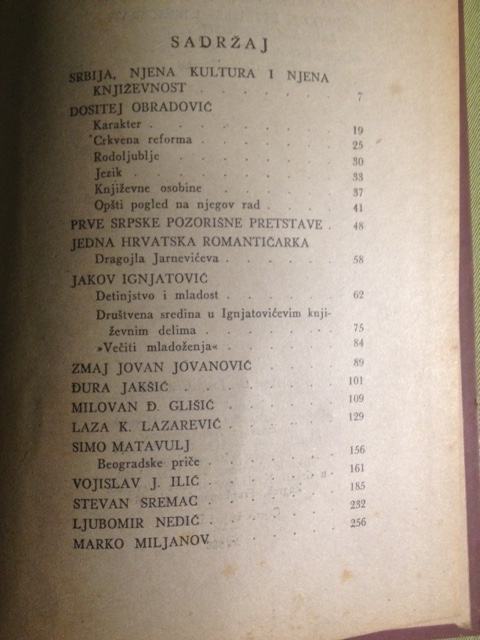 SADRŽAJ
SRBIJA, NJENA KULTURA I NJENA
KNJIŽEVNOST . . . . . . 7
DOSITEJ OBRADOVIĆ
Karakter . . . . . . . 19
Crkvena reforma . . . . . . 25
Rodoljublje . . . . . . . 30
Jezik . . . . . . . . 33
Književne osobine . . . . . 37
Opšti pogled na njegov rad . . . . 41
PRVE SRPSKE POZORIŠNE PRETSTAVE . 48
JEDNA HRVATSKA ROMANTIČARKA
Dragojla Jarnevićeva . . . . . 58
JAKOV IGNJATOVIĆ
Detinjstvo i mladost . . . . . 62
Društvena sredina u Ignjatovićevim knji-
ževnim delima . . . . . . 75
»Večiti mladoženja« . . . . . 84
ZMAJ JOVAN JOVANOVIĆ . . . . 89
ĐURA JAKŠIĆ . . . . . . . 101
MILOVAN Đ. GLIŠIĆ . . . . . 109
LAZA K. LAZAREVIĆ . . . . . 129
SIMO MATAVULJ
Beogradske priče . . . . . . 156
VOJISLAV J. ILIĆ . . . . . . 161
STEVAN SREMAC . . . . . . 185
LJUBOMIR NEDIĆ . . . . . . 232
MARKO MILJANOV . . . . . . 256